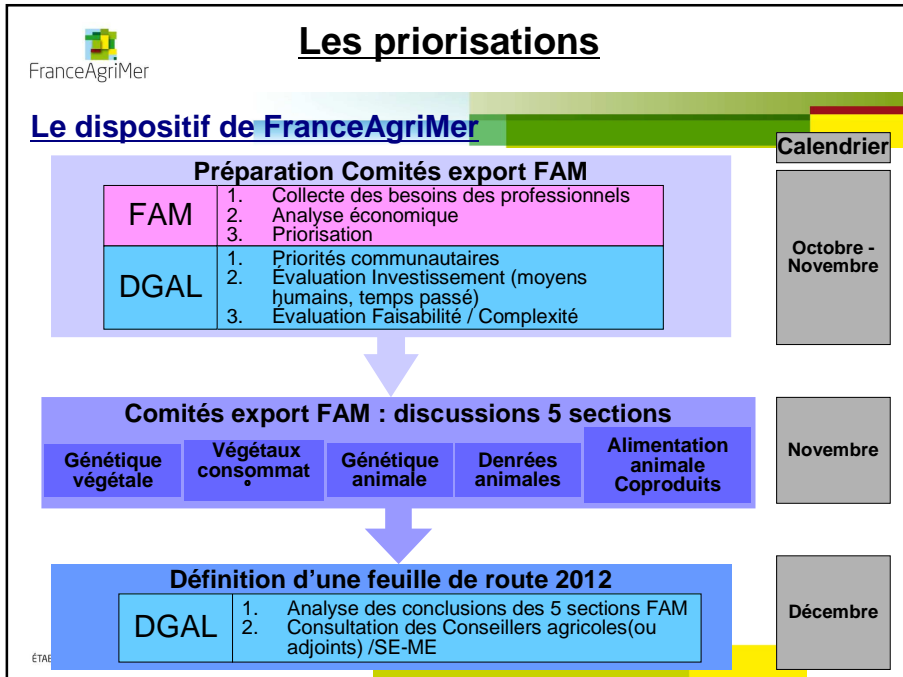 Les priorisations
FranceAgriMer
Le dispositif de FranceAgriMer
Calendrier
Préparation Comités export FAM
FAM
1. Collecte des besoins des professionnels
2. Analyse économique
3. Priorisation
DGAL
1. Priorités communautaires
2. Évaluation Investissement (moyens
humains, temps passé)
3. Évaluation Faisabilité / Complexité
Octobre -
Novembre
Comités export FAM : discussions 5 sections
Génétique
végétale
Végétaux
consommat°
Génétique
animale
Denrées
animales
Alimentation
animale
Coproduits
Novembre
Définition d'une feuille de route 2012
DGAL
1. Analyse des conclusions des 5 sections FAM
2. Consultation des Conseillers agricoles(ou
adjoints) /SE-ME
Décembre